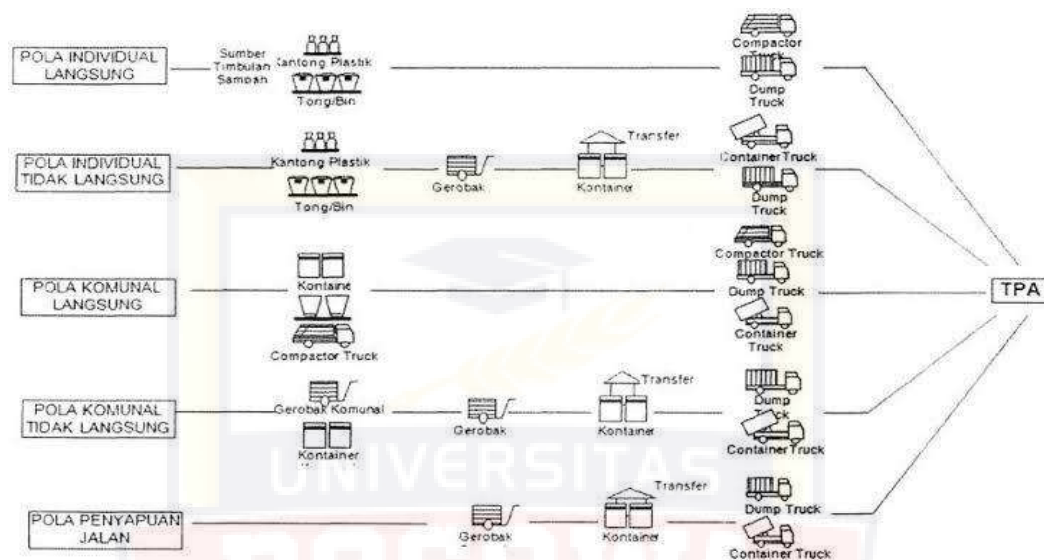 POLA INDIVIDUAL
LANGSUNG
Sumber
Timbulan
Sampah
Kantong Plastik
Tong/Bin
Compactor
Dump
Truck
POLA INDIVIDUAL
TIDAK LANGSUNG
Kantong Plastik
Tong/Bin
Gerobak
Transfer
Kontainer
Container Truck
Dump
Truck
POLA KOMUNAL
LANGSUNG
Kontaine
Compactor Truck
Compactor Truck
Dump Truck
Container
Truck
TPA
POLA KOMUNAL
TIDAK LANGSUNG
Gerobak Komunal
Kontainer
Gerobak
Transfer
Kontainer
Dump
Container Truck
POLA PENYAPUAN
JALAN
Gerobak
Transfer
Kontainer
Dump Truck
Container Truck
UNIVERSITAS